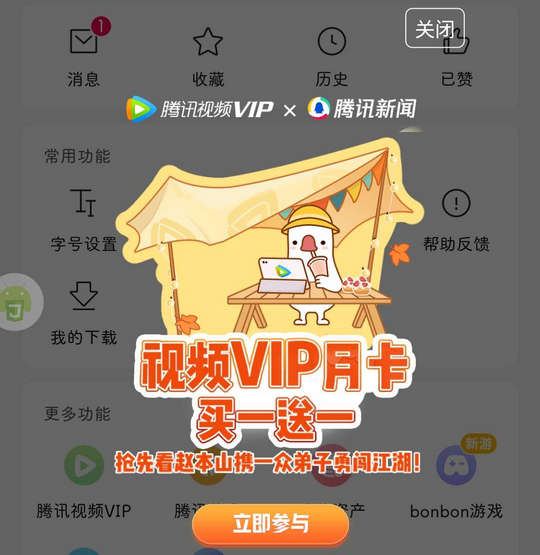 关闭
1
消息 收藏 历史 已赞
腾讯视频VIP × 腾讯新闻
常用功能
字号设置 帮助反馈
我的下载
视频VIP月卡
买一送一
更多功能
抢先看赵本山携一众弟子勇闯江湖！
新游
腾讯视频VIP 腾讯 资产 bonbon游戏
立即参与